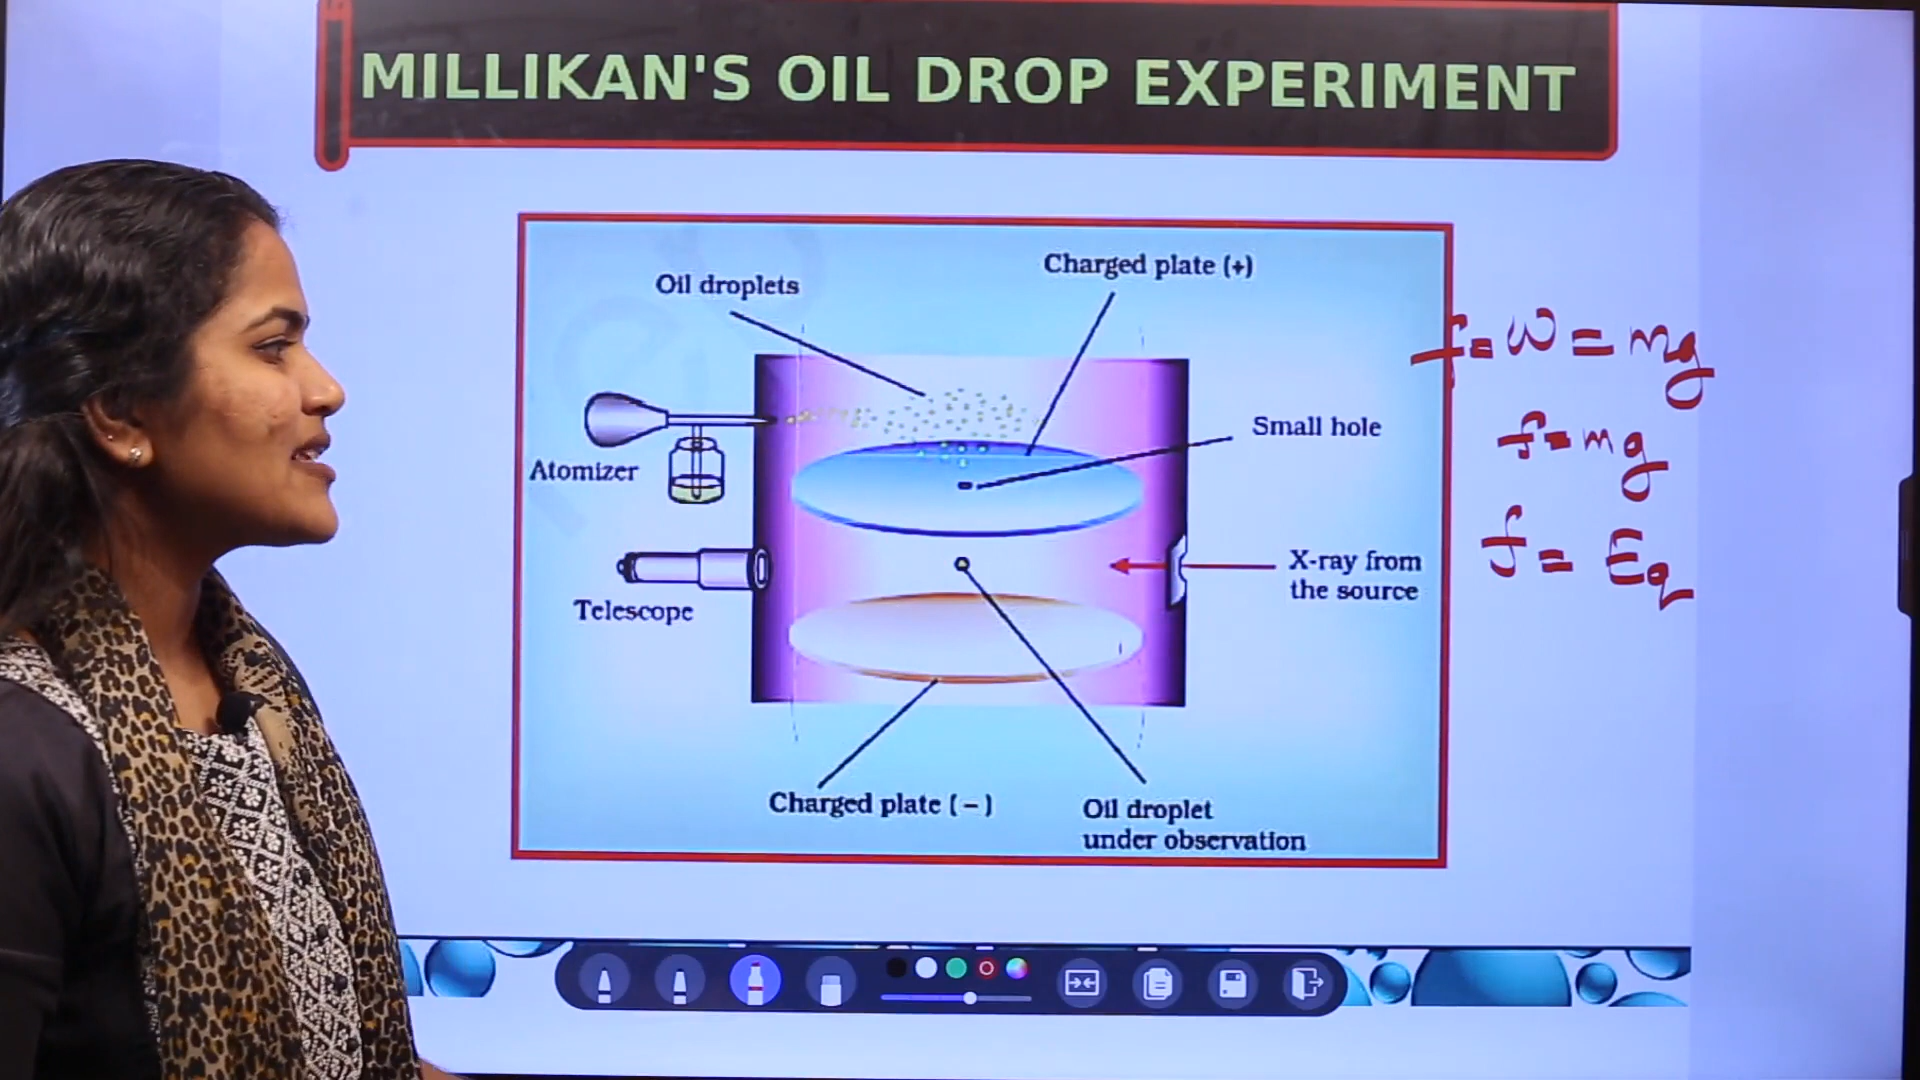 MILLIKAN'S OIL DROP EXPERIMENT
Oil droplets
Charged plate (+)
Small hole
Atomizer
Telescope
X-ray from
the source
Charged plate (-)
Oil droplet
under observation
f = W = mg
f = mg
f = Eq